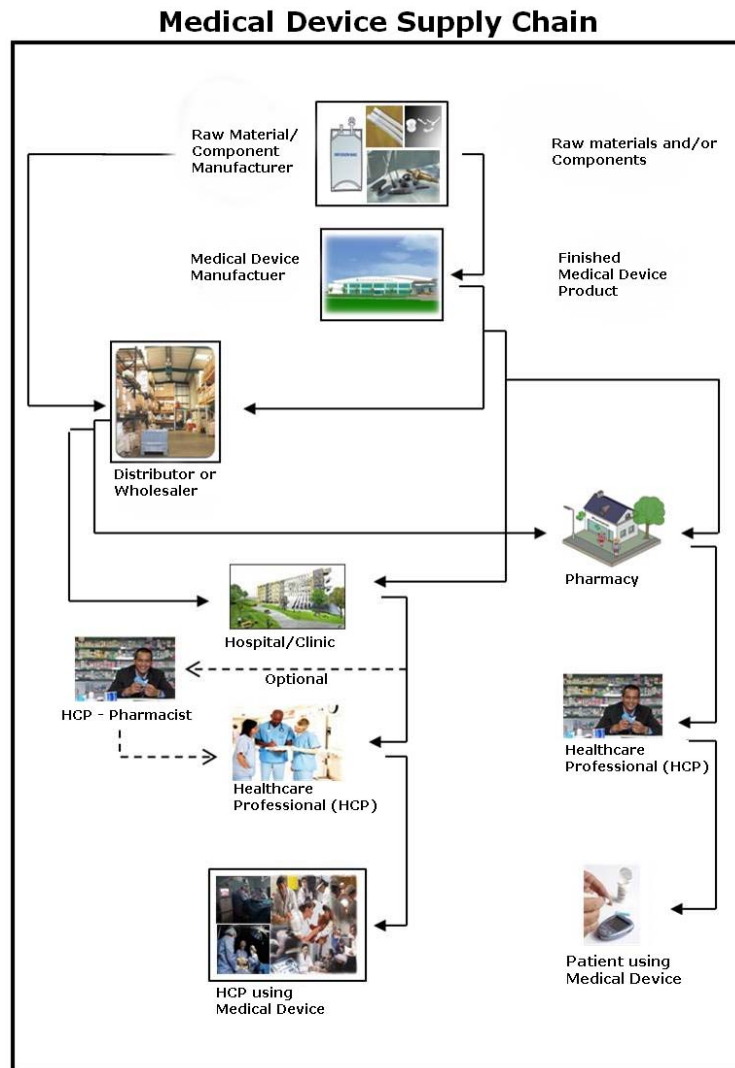 Medical Device Supply Chain
Raw Material/
Component
Manufacturer
Raw materials and/or
Components
Medical Device
Manufactuer
Finished
Medical Device
Product
Distributor or
Wholesaler
Pharmacy
Hospital/Clinic
Optional
HCP - Pharmacist
Healthcare
Professional (HCP)
Healthcare
Professional (HCP)
HCP using
Medical Device
Patient using
Medical Device